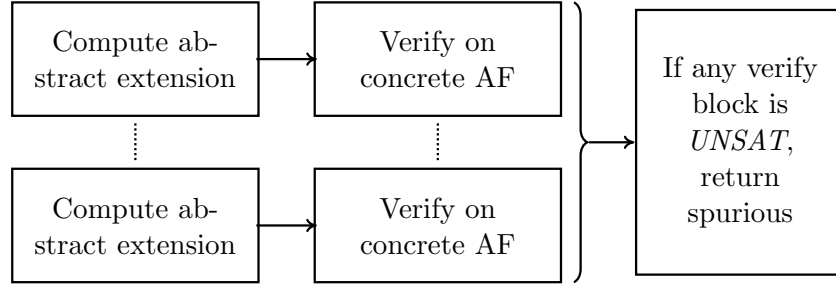 Compute ab-
stract extension
Verify on
concrete AF
Compute ab-
stract extension
Verify on
concrete AF
If any verify
block is
UNSAT,
return
spurious